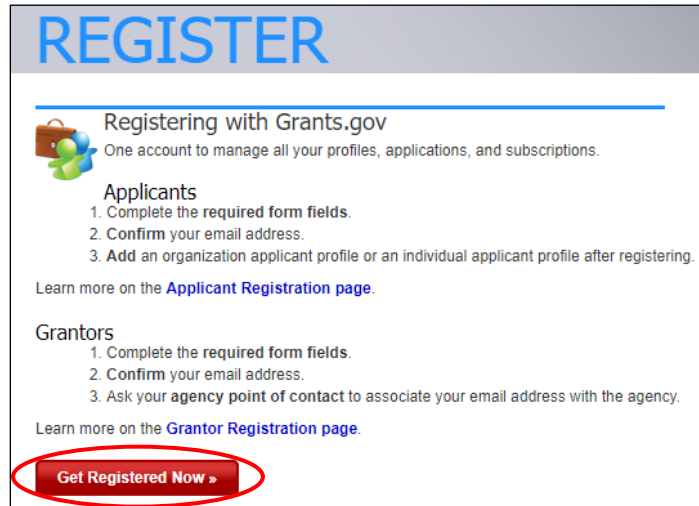 REGISTER
Registering with Grants.gov
One account to manage all your profiles, applications, and subscriptions.
Applicants
1. Complete the required form fields.
2. Confirm your email address.
3. Add an organization applicant profile or an individual applicant profile after registering.
Learn more on the Applicant Registration page.
Grantors
1. Complete the required form fields.
2. Confirm your email address.
3. Ask your agency point of contact to associate your email address with the agency.
Learn more on the Grantor Registration page.
Get Registered Now »